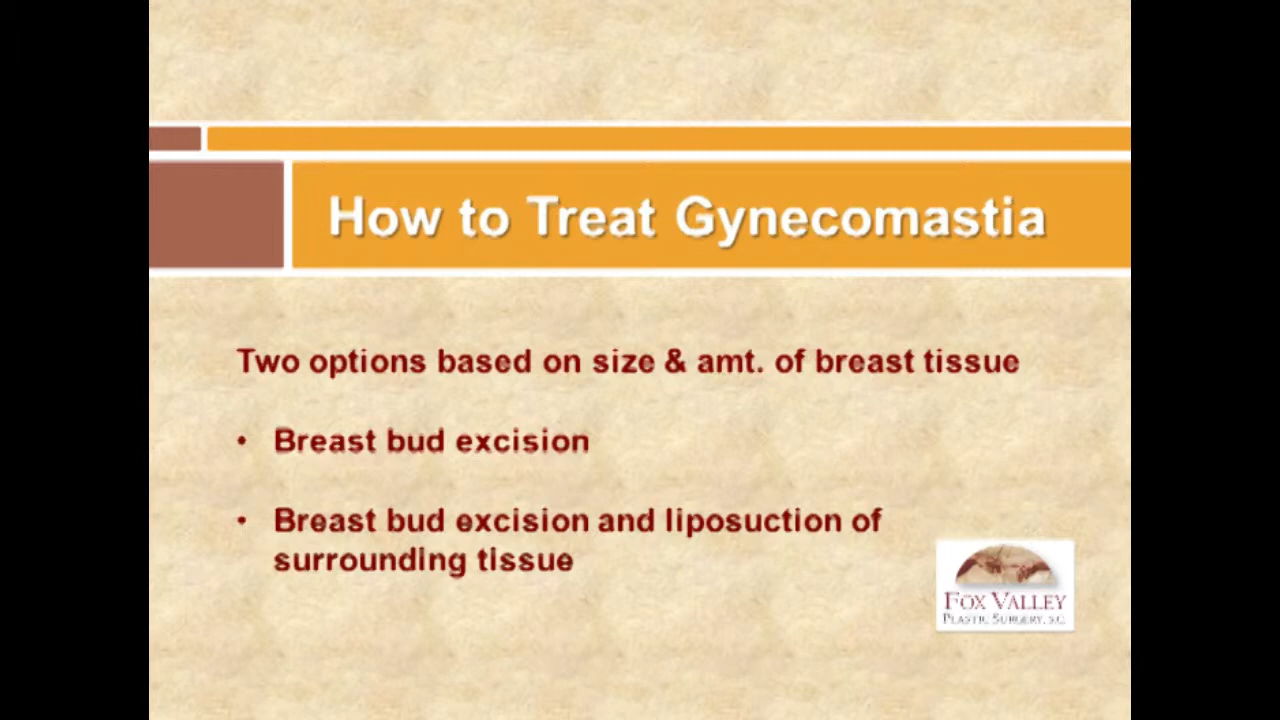 How to Treat Gynecomastia
Two options based on size & amt. of breast tissue
• Breast bud excision
• Breast bud excision and liposuction of
surrounding tissue
FOX VALLEY
PLASTIC SURGERY, S.C.